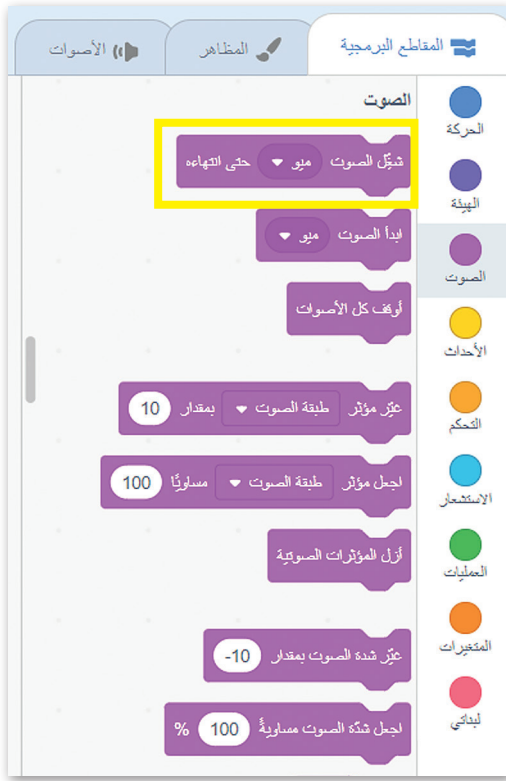 المقاطع البرمجية
المظاهر
الأصوات
الحركة
الهيئة
الصوت
الأحداث
التحكم
الاستشعار
العمليات
المتغيرات
لبناتي
الصوت
شغّل الصوت ميو حتى انتهاءه
ابدأ الصوت ميو
أوقف كل الأصوات
غيّر مؤثر طبقة الصوت بمقدار 10
اجعل مؤثر طبقة الصوت مساويًا 100
أزل المؤثرات الصوتية
غيّر شدة الصوت بمقدار -10
اجعل شدّة الصوت مساويةً 100 %